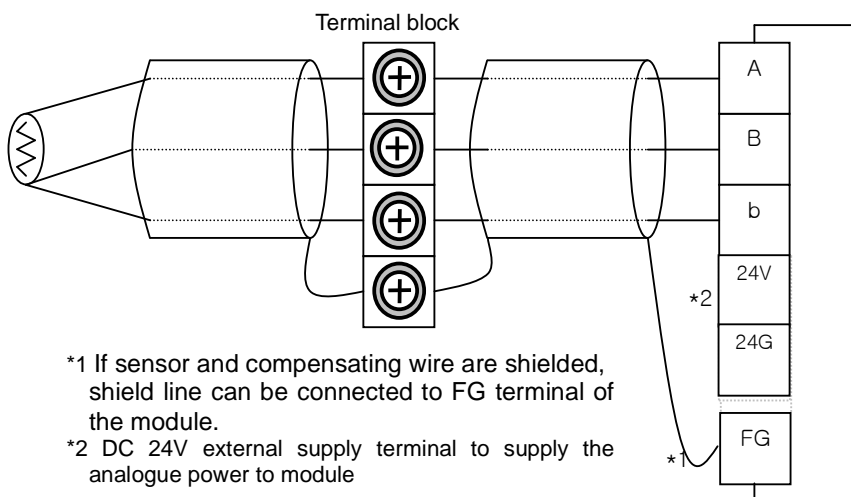 Terminal block
A
B
b
24V
*2
24G
*1 If sensor and compensating wire are shielded,
shield line can be connected to FG terminal of
the module.
*2 DC 24V external supply terminal to supply the
analogue power to module
FG
*1